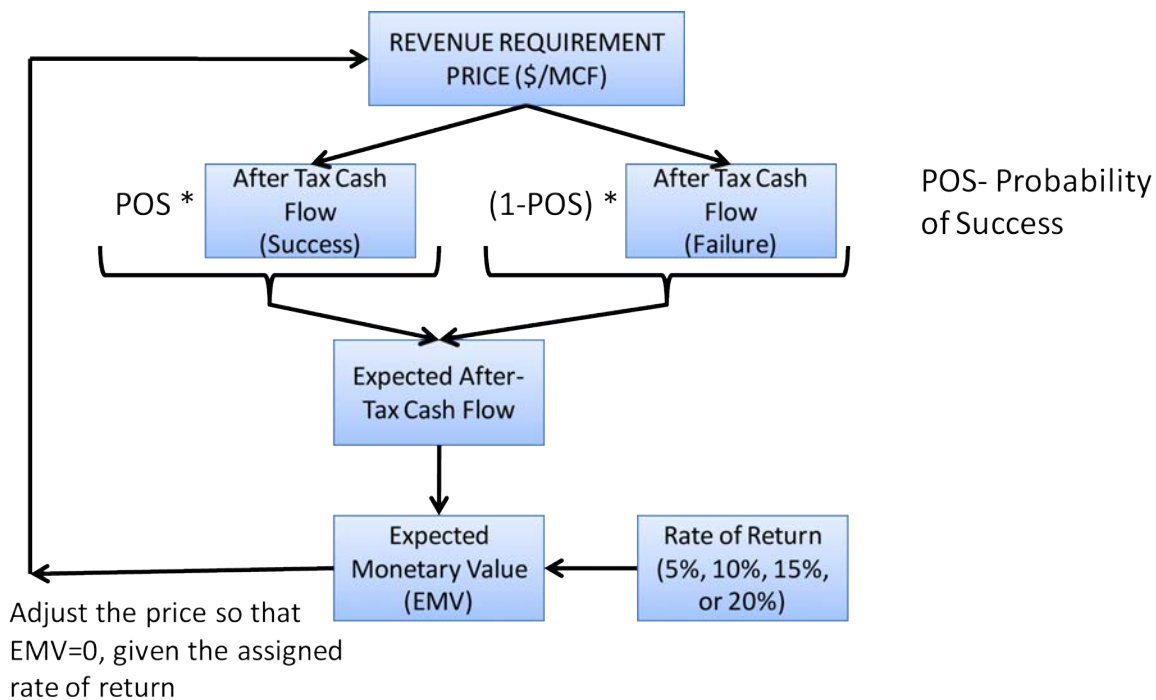 REVENUE REQUIREMENT
PRICE ($/MCF)
POS *
After Tax Cash
Flow
(Success)
(1-POS) *
After Tax Cash
Flow
(Failure)
POS- Probability
of Success
Expected After-
Tax Cash Flow
Expected
Monetary Value
(EMV)
Rate of Return
(5%, 10%, 15%,
or 20%)
Adjust the price so that
EMV=0, given the assigned
rate of return